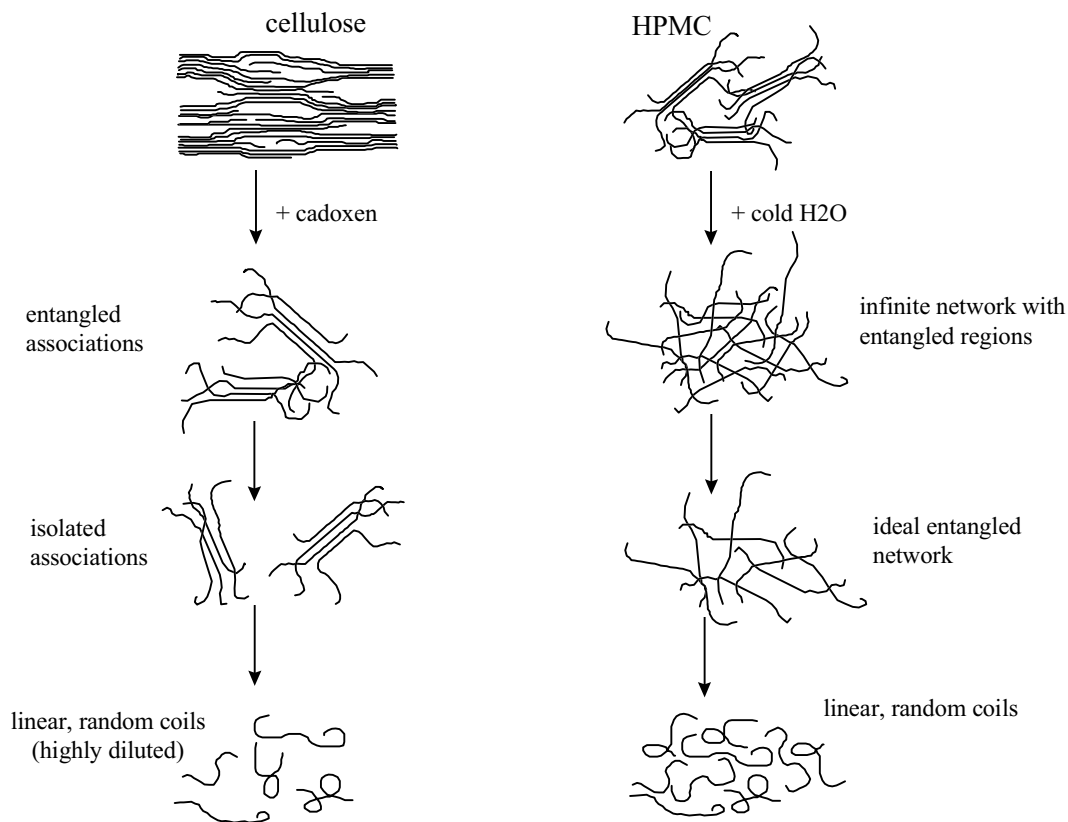 cellulose
HPMC
+ cadoxen
+ cold H2O
entangled
associations
infinite network with
entangled regions
isolated
associations
ideal entangled
network
linear, random coils
(highly diluted)
linear, random coils